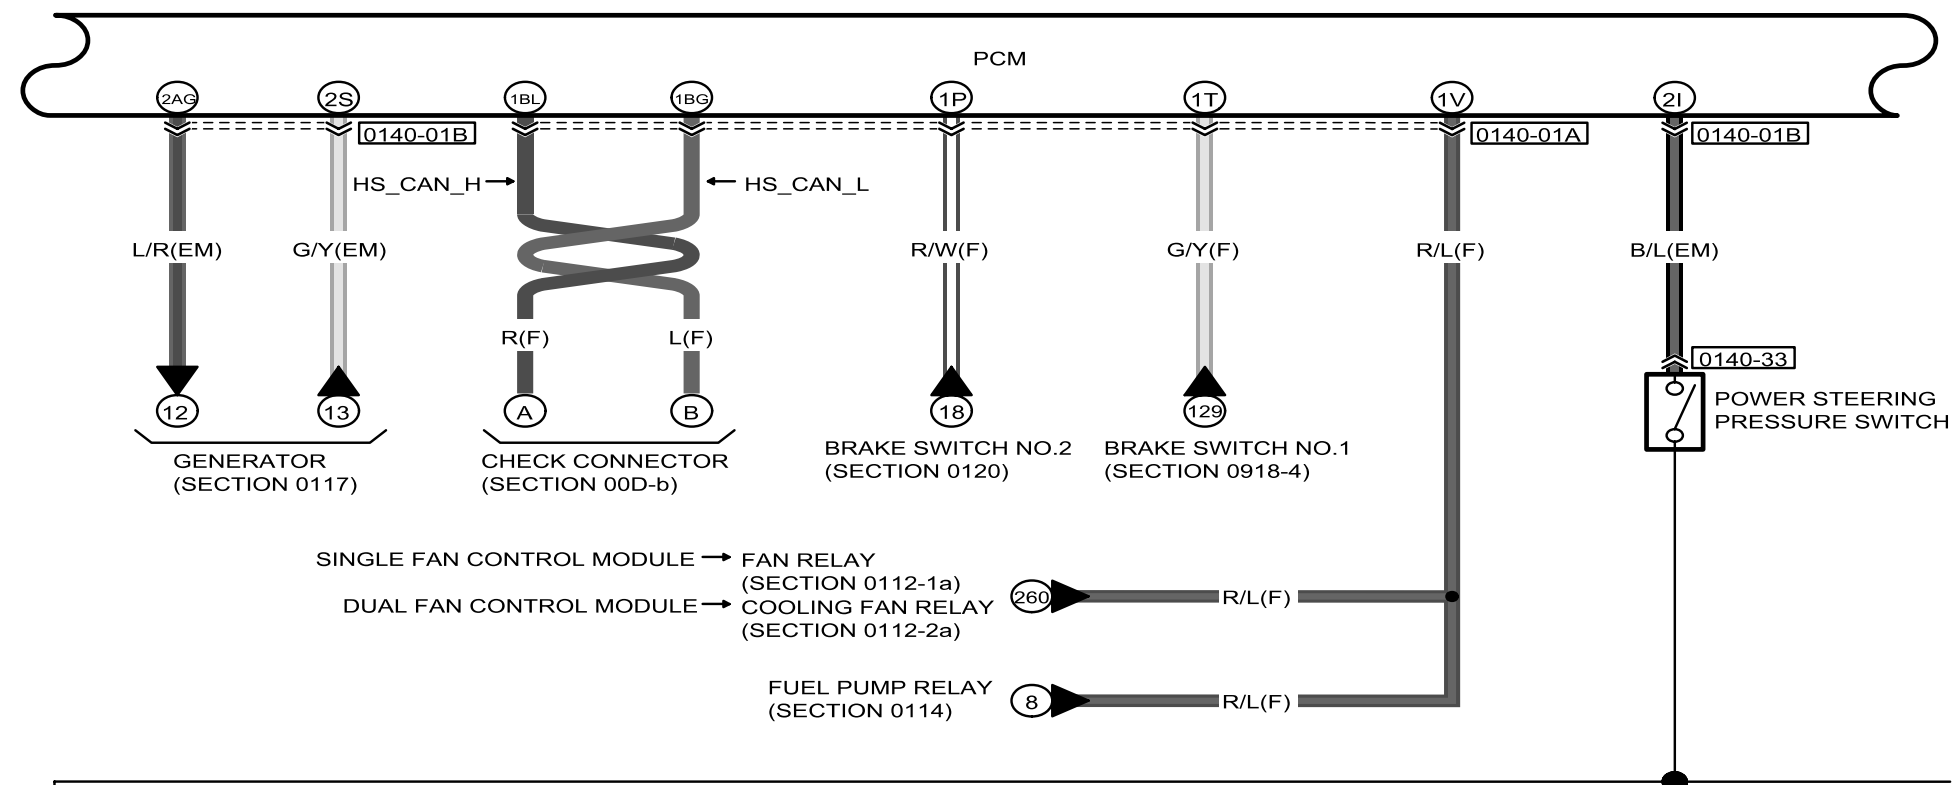 PCM
2AG 2S 1BL 1BG 1P 1T 1V 2I
0140-01B 0140-01A 0140-01B
HS_CAN_H HS_CAN_L
L/R(EM) G/Y(EM) R/W(F) G/Y(F) R/L(F) B/L(EM)
R(F) L(F)
0140-33
12 13 A B 18 129
POWER STEERING
PRESSURE SWITCH
GENERATOR
(SECTION 0117)
CHECK CONNECTOR
(SECTION 00D-b)
BRAKE SWITCH NO.2
(SECTION 0120)
BRAKE SWITCH NO.1
(SECTION 0918-4)
SINGLE FAN CONTROL MODULE FAN RELAY
(SECTION 0112-1a)
DUAL FAN CONTROL MODULE COOLING FAN RELAY
(SECTION 0112-2a)
260 R/L(F)
FUEL PUMP RELAY
(SECTION 0114)
8 R/L(F)